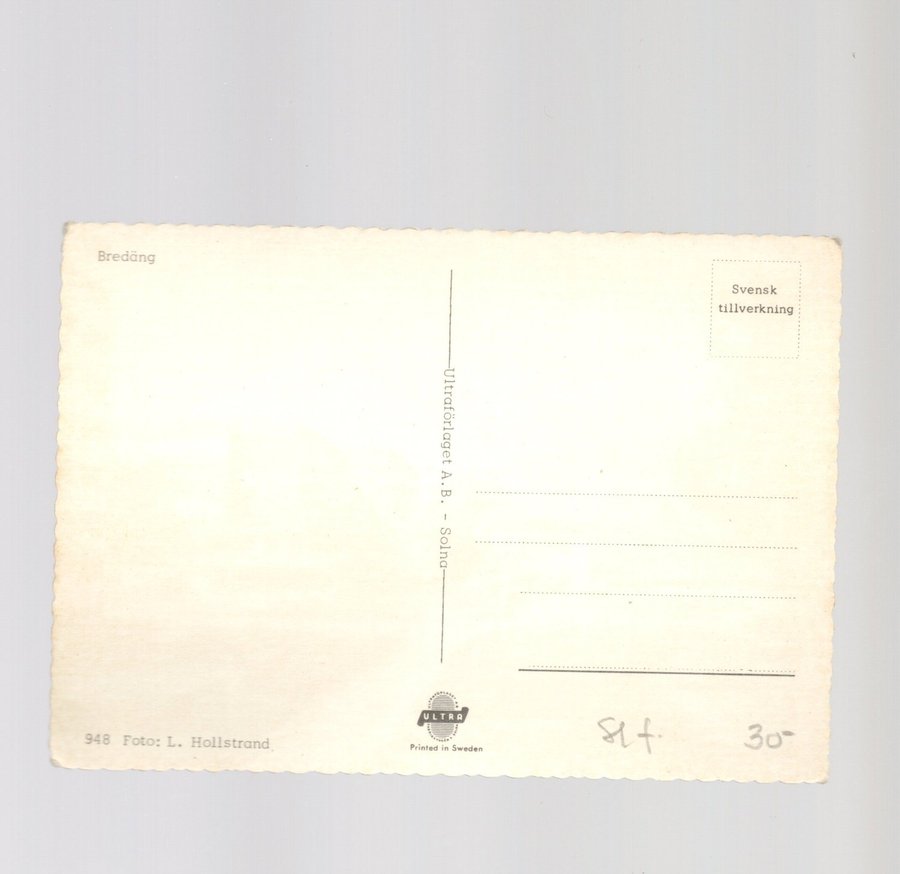 Bredäng
Svensk
tillverkning
Ultraförlaget A.B. - Solna
ULTRA
Printed in Sweden
948 Foto: L. Hollstrand
30-